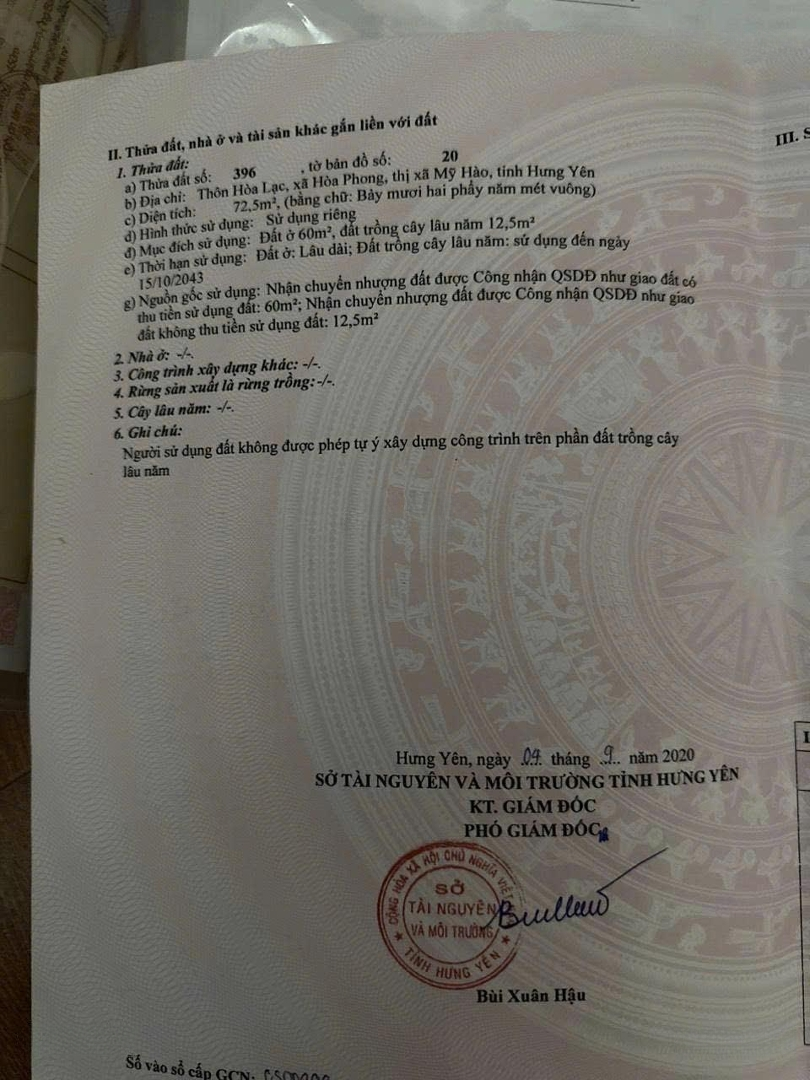 II. Thửa đất, nhà ở và tài sản khác gắn liền với đất
1. Thửa đất:
a) Thửa đất số: 396 , tờ bản đồ số: 20
b) Địa chỉ: Thôn Hòa Lạc, xã Hòa Phong, thị xã Mỹ Hào, tỉnh Hưng Yên
c) Diện tích: 72,5m², (bằng chữ: Bảy mươi hai phẩy năm mét vuông)
d) Hình thức sử dụng: Sử dụng riêng
đ) Mục đích sử dụng: Đất ở 60m², đất trồng cây lâu năm 12,5m²
e) Thời hạn sử dụng: Đất ở: Lâu dài; Đất trồng cây lâu năm: sử dụng đến ngày
15/10/2043
g) Nguồn gốc sử dụng: Nhận chuyển nhượng đất được Công nhận QSDĐ như giao đất có
thu tiền sử dụng đất: 60m²; Nhận chuyển nhượng đất được Công nhận QSDĐ như giao
đất không thu tiền sử dụng đất: 12,5m²
2. Nhà ở: -/-.
3. Công trình xây dựng khác: -/-.
4. Rừng sản xuất là rừng trồng: -/-.
5. Cây lâu năm: -/-.
6. Ghi chú:
Người sử dụng đất không được phép tự ý xây dựng công trình trên phần đất trồng cây
lâu năm
III. S
Hưng Yên, ngày 09 tháng 9 năm 2020
SỞ TÀI NGUYÊN VÀ MÔI TRƯỜNG TỈNH HƯNG YÊN
KT. GIÁM ĐỐC
PHÓ GIÁM ĐỐC
CỘNG HÒA XÃ HỘI CHỦ NGHĨA VIỆT
SỞ
TÀI NGUYÊN
VÀ MÔI TRƯỜNG
TỈNH HƯNG YÊN
Bùi Xuân Hậu
Số vào sổ cấp GCN: